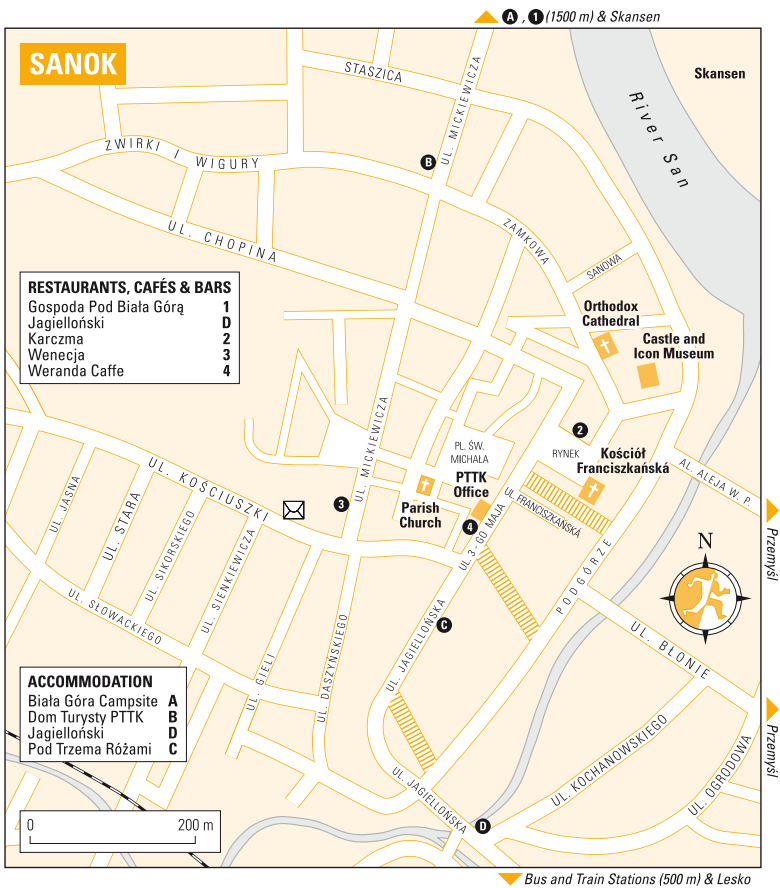 A , 1 (1500 m) & Skansen
SANOK
STASZICA
UL. MICKIEWICZA
Skansen
River San
B
ZWIRKI I WIGURY
UL. CHOPINA
ZAMKOWA
SANOWA
RESTAURANTS, CAFÉS & BARS
Gospoda Pod Biała Górą 1
Jagielloński D
Karczma 2
Wenecja 3
Weranda Caffe 4
Orthodox
Cathedral
Castle and
Icon Museum
UL. MICKIEWICZA
2
PL. ŚW.
MICHAŁA
RYNEK
Kościół
Franciszkańská
PTTK
Office
UL. KOŚCIUSZKI
UL. JASNA
UL. STARA
UL. SIKORSKIEGO
UL. SIENKIEWICZA
3
Parish
Church
4
UL. 3-GO MAJA
UL FRANCISZKAŃSKA
AL. ALEJA W. P.
Przemyśl
N
PODGÓRZE
UL. SŁOWACKIEGO
UL. GIELI
UL. DASZYŃSKIEGO
UL. JAGIELLOŃSKA
C
UL. BŁONIE
Przemyśl
ACCOMMODATION
Biała Góra Campsite A
Dom Turysty PTTK B
Jagielloński D
Pod Trzema Różami C
UL. KOCHANOWSKIEGO
UL. OGRODOWA
UL. JAGIELLOŃSKA
D
0 200 m
Bus and Train Stations (500 m) & Lesko